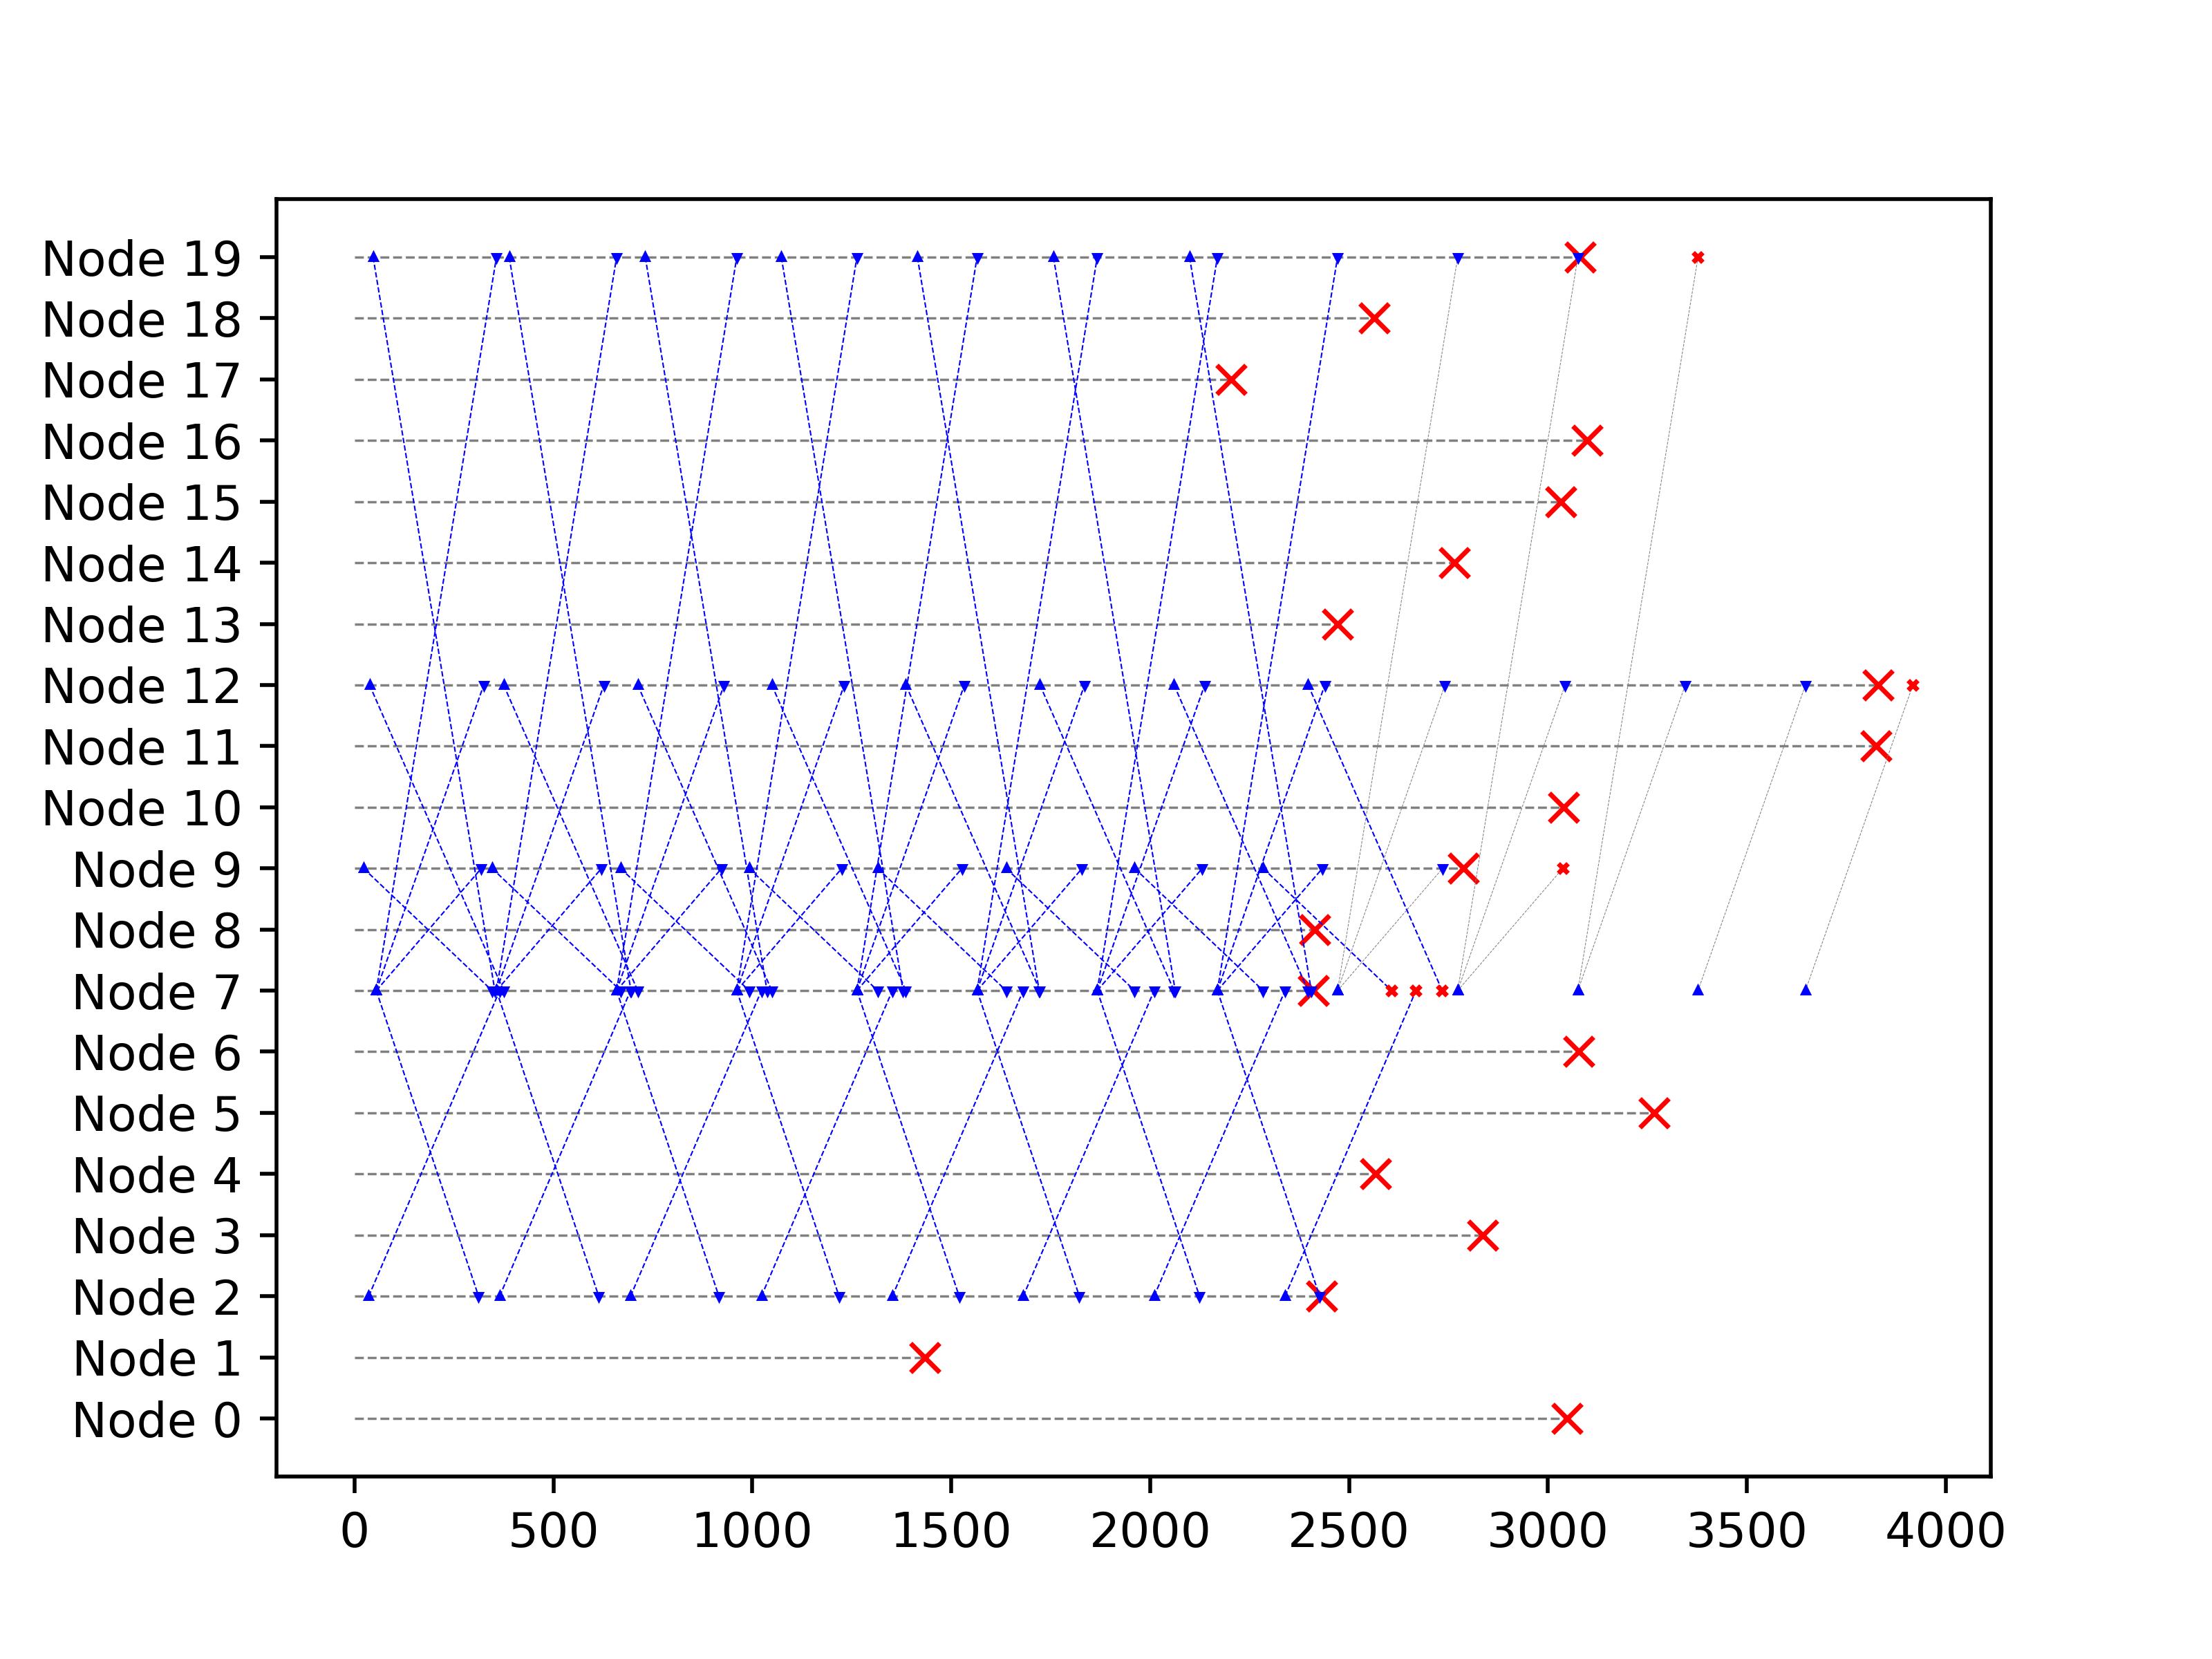 Node 19
Node 18
Node 17
Node 16
Node 15
Node 14
Node 13
Node 12
Node 11
Node 10
Node 9
Node 8
Node 7
Node 6
Node 5
Node 4
Node 3
Node 2
Node 1
Node 0
0 500 1000 1500 2000 2500 3000 3500 4000